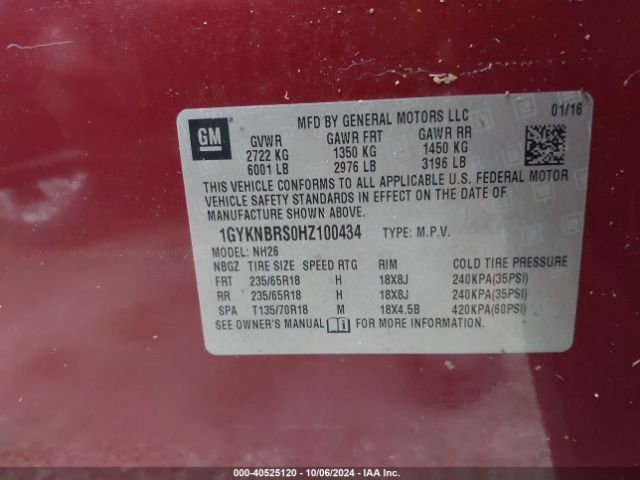 GM
MFD BY GENERAL MOTORS LLC 01/16
GVWR GAWR FRT GAWR RR
2722 KG 1350 KG 1450 KG
6001 LB 2976 LB 3196 LB
THIS VEHICLE CONFORMS TO ALL APPLICABLE U.S. FEDERAL MOTOR
VEHICLE SAFETY STANDARDS IN EFFECT ON THE DATE OF
MANUFACTURE SHOWN ABOVE.
1GYKNBRS0HZ100434 TYPE: M.P.V.
MODEL: NH26
NBGZ TIRE SIZE SPEED RTG RIM COLD TIRE PRESSURE
FRT 235/65R18 H 18X8J 240KPA(35PSI)
RR 235/65R18 H 18X8J 240KPA(35PSI)
SPA T135/70R18 M 18X4.5B 420KPA(60PSI)
SEE OWNER'S MANUAL FOR MORE INFORMATION.
000-40525120 - 10/06/2024 - IAA Inc.